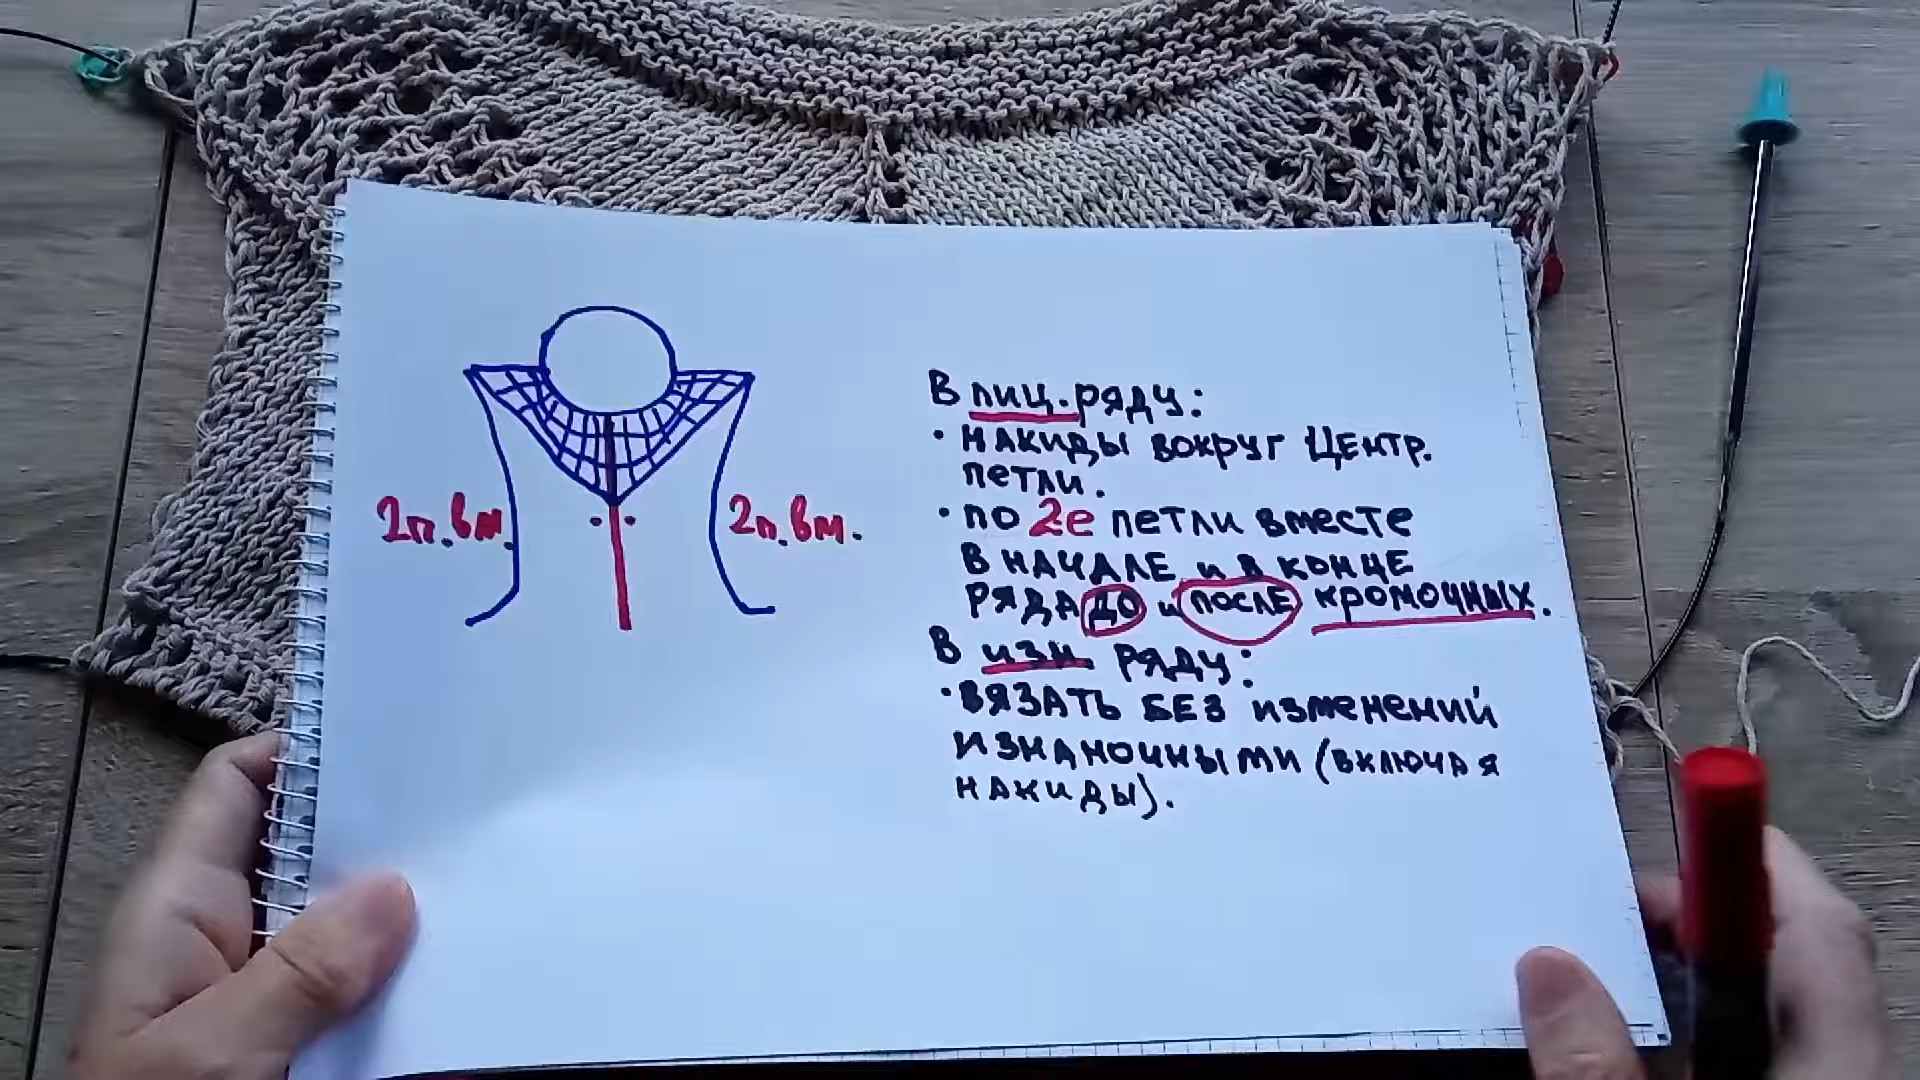 2п.вм.
2п.вм.
В лиц.ряду:
• накиды вокруг центр.
петли.
• по 2е петли вместе
в начале и в конце
ряда до и после кромочных.
В изн. ряду:
• вязать без изменений
изнаночными (включая
накиды).